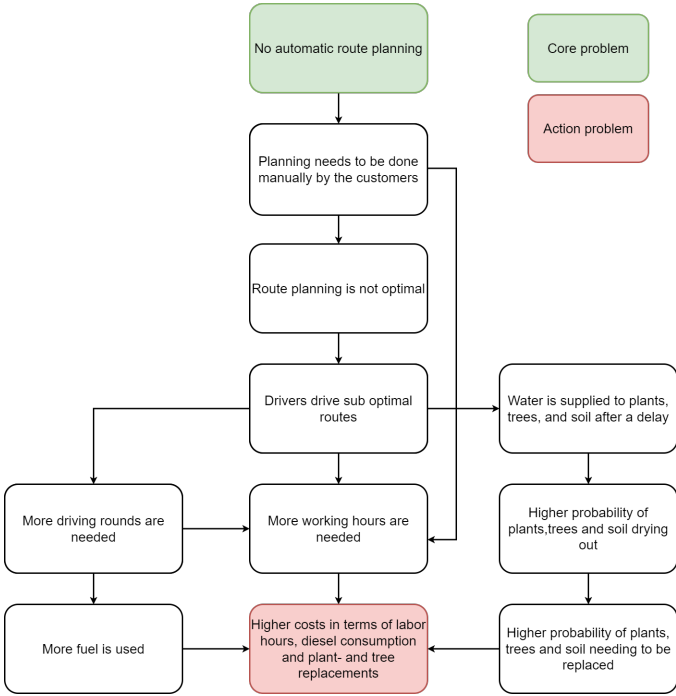 No automatic route planning
Core problem
Action problem
Planning needs to be done
manually by the customers
Route planning is not optimal
Drivers drive sub optimal
routes
Water is supplied to plants,
trees, and soil after a delay
More driving rounds are
needed
More working hours are
needed
Higher probability of
plants,trees and soil drying
out
More fuel is used
Higher costs in terms of labor
hours, diesel consumption
and plant- and tree
replacements
Higher probability of plants,
trees and soil needing to be
replaced